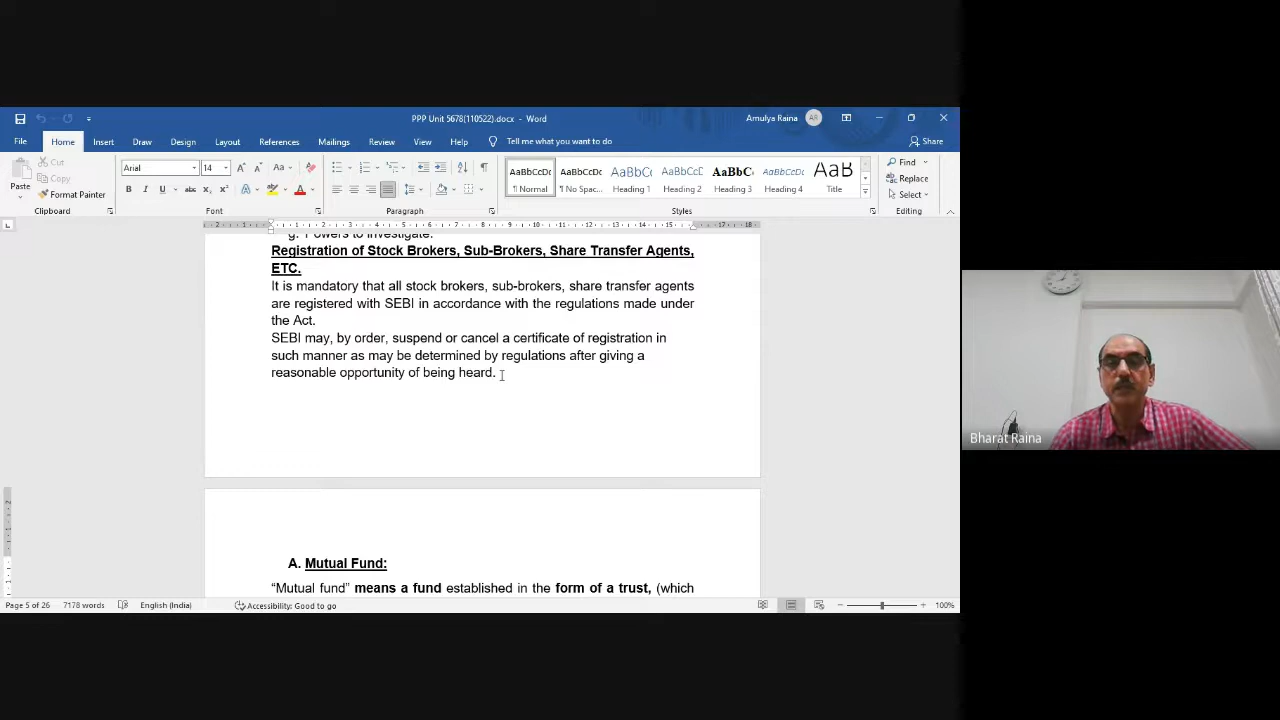 PPP Unit 5678(110522).docx - Word
Amulya Raina
AR
File
Home
Insert
Draw
Design
Layout
References
Mailings
Review
View
Help
Tell me what you want to do
Share
Paste
Cut
Copy
Format Painter
Clipboard
Arial
14
Font
Paragraph
AaBbCcDc
¶ Normal
AaBbCcDc
¶ No Spac...
AaBbC(
Heading 1
AaBbCcD
Heading 2
AaBbC
Heading 3
AaBbCcD
Heading 4
AaB
Title
Styles
Find
Replace
Select
Editing
g. Powers to investigate.
Registration of Stock Brokers, Sub-Brokers, Share Transfer Agents,
ETC.
It is mandatory that all stock brokers, sub-brokers, share transfer agents
are registered with SEBI in accordance with the regulations made under
the Act.
SEBI may, by order, suspend or cancel a certificate of registration in
such manner as may be determined by regulations after giving a
reasonable opportunity of being heard.
A. Mutual Fund:
“Mutual fund” means a fund established in the form of a trust, (which
Page 5 of 26
7178 words
English (India)
Accessibility: Good to go
100%
Bharat Raina